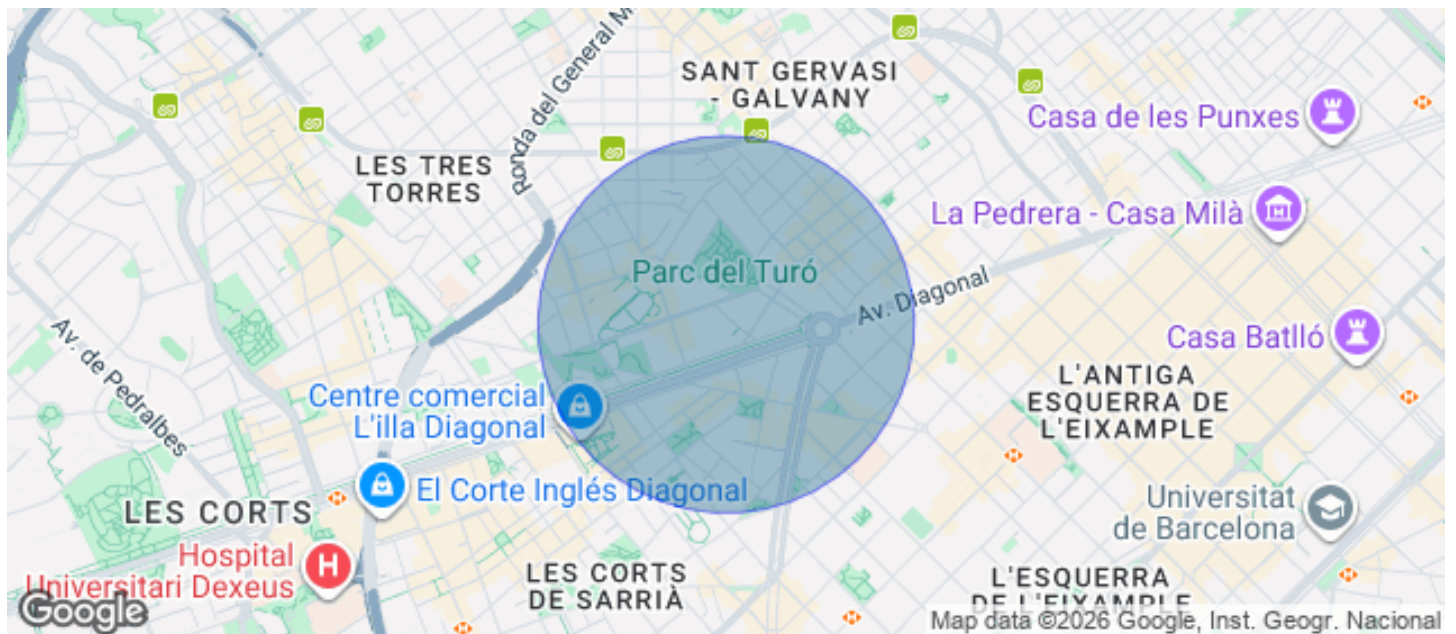 SANT GERVASI
- GALVANY
Ronda del General M
Casa de les Punxes
LES TRES
TORRES
La Pedrera - Casa Milà
Parc del Turó
Av. Diagonal
Av. de Pedralbes
Casa Batlló
Centre comercial
L'illa Diagonal
L'ANTIGA
ESQUERRA DE
L'EIXAMPLE
El Corte Inglés Diagonal
LES CORTS
Universitat
de Barcelona
Hospital
Universitari Dexeus
H
LES CORTS
DE SARRIÀ
L'ESQUERRA
DE L'EIXAMPLE
Google
Map data ©2026 Google, Inst. Geogr. Nacional